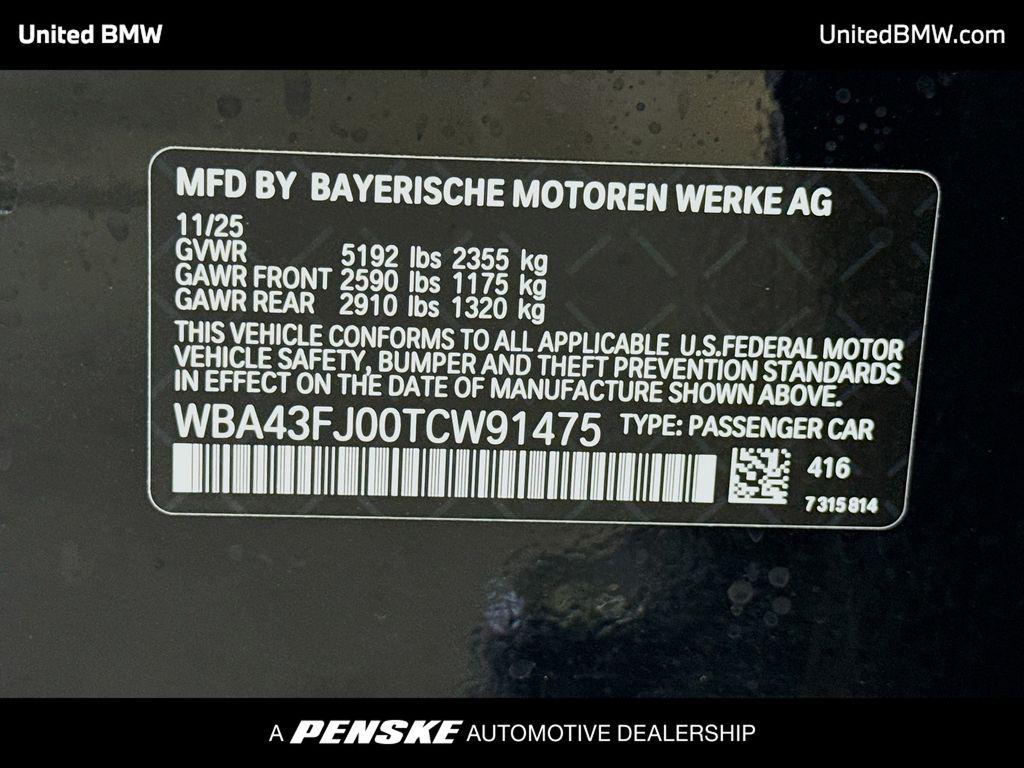 United BMW
UnitedBMW.com
MFD BY BAYERISCHE MOTOREN WERKE AG
11/25
GVWR 5192 lbs 2355 kg
GAWR FRONT 2590 lbs 1175 kg
GAWR REAR 2910 lbs 1320 kg
THIS VEHICLE CONFORMS TO ALL APPLICABLE U.S.FEDERAL MOTOR
VEHICLE SAFETY, BUMPER AND THEFT PREVENTION STANDARDS
IN EFFECT ON THE DATE OF MANUFACTURE SHOWN ABOVE.
WBA43FJ00TCW91475 TYPE: PASSENGER CAR
416
7315814
A PENSKE AUTOMOTIVE DEALERSHIP